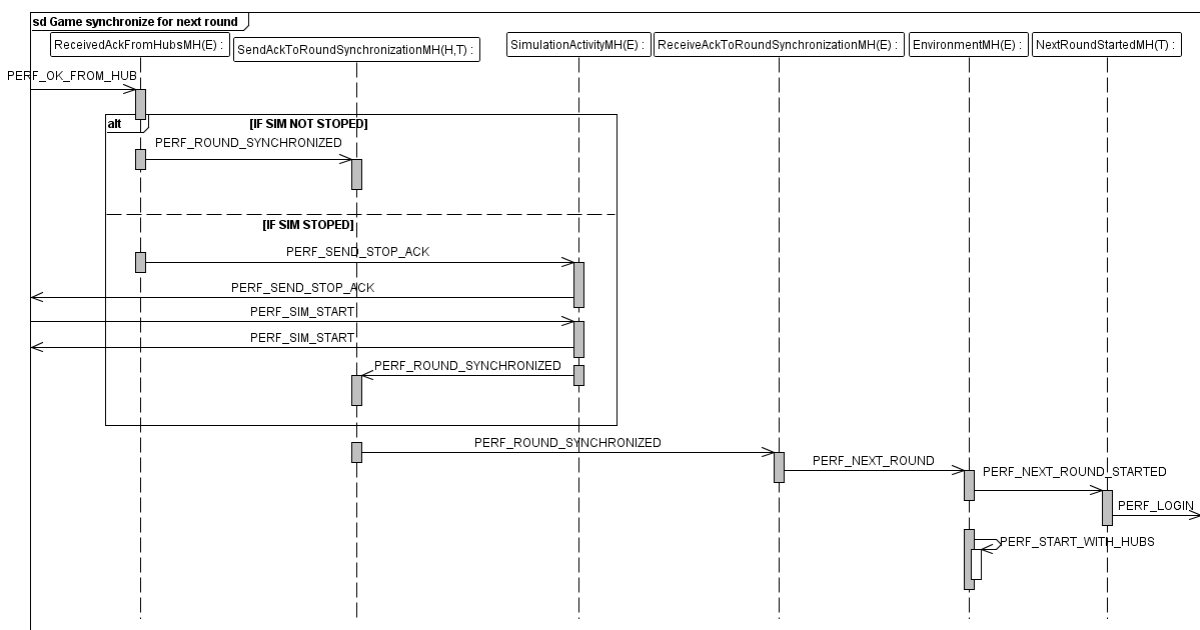 sd Game synchronize for next round
ReceivedAckFromHubsMH(E) :
SendAckToRoundSynchronizationMH(H,T) :
SimulationActivityMH(E) :
ReceiveAckToRoundSynchronizationMH(E) :
EnvironmentMH(E) :
NextRoundStartedMH(T) :
PERF_OK_FROM_HUB
alt
[IF SIM NOT STOPED]
PERF_ROUND_SYNCHRONIZED
[IF SIM STOPED]
PERF_SEND_STOP_ACK
PERF_SEND_STOP_ACK
PERF_SIM_START
PERF_SIM_START
PERF_ROUND_SYNCHRONIZED
PERF_ROUND_SYNCHRONIZED
PERF_NEXT_ROUND
PERF_NEXT_ROUND_STARTED
PERF_LOGIN
PERF_START_WITH_HUBS